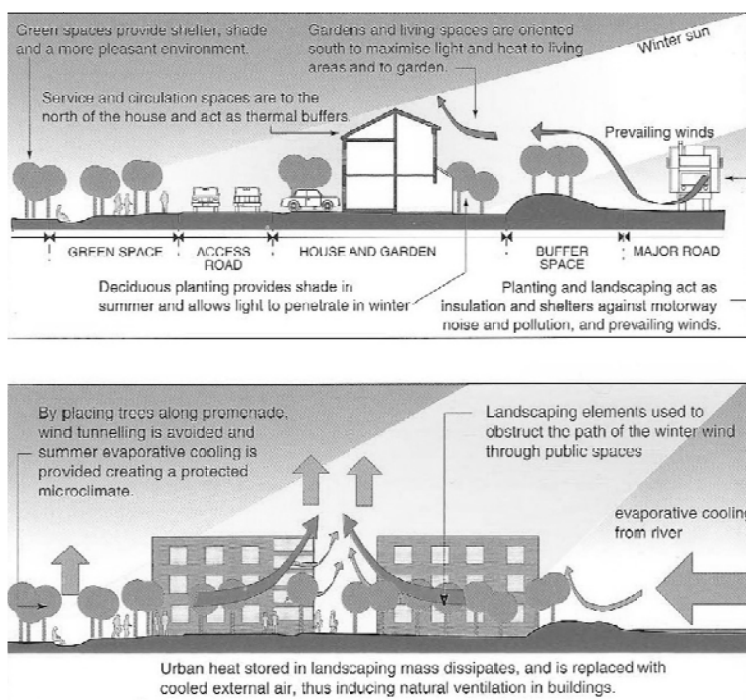 Green spaces provide shelter, shade
and a more pleasant environment.
Gardens and living spaces are oriented
south to maximise light and heat to living
areas and to garden.
Winter sun
Service and circulation spaces are to the
north of the house and act as thermal buffers.
Prevailing winds
GREEN SPACE
ACCESS
ROAD
HOUSE AND GARDEN
BUFFER
SPACE
MAJOR ROAD
Deciduous planting provides shade in
summer and allows light to penetrate in winter
Planting and landscaping act as
insulation and shelters against motorway
noise and pollution, and prevailing winds.
By placing trees along promenade,
wind tunnelling is avoided and
summer evaporative cooling is
provided creating a protected
microclimate.
Landscaping elements used to
obstruct the path of the winter wind
through public spaces
evaporative cooling
from river
Urban heat stored in landscaping mass dissipates, and is replaced with
cooled external air, thus inducing natural ventilation in buildings.